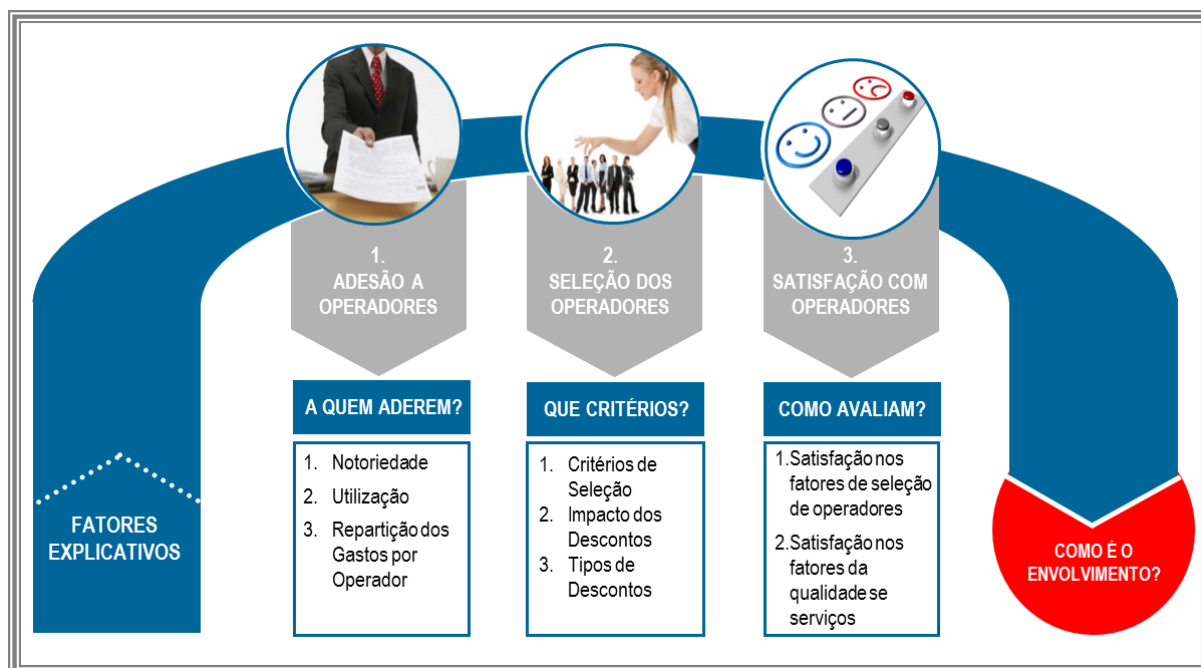 FATORES
EXPLICATIVOS
1.
ADESÃO A
OPERADORES
A QUEM ADEREM?
1. Notoriedade
2. Utilização
3. Repartição dos
Gastos por
Operador
2.
SELEÇÃO DOS
OPERADORES
QUE CRITÉRIOS?
1. Critérios de
Seleção
2. Impacto dos
Descontos
3. Tipos de
Descontos
3.
SATISFAÇÃO COM
OPERADORES
COMO AVALIAM?
1.Satisfação nos
fatores de seleção
de operadores
2.Satisfação nos
fatores da
qualidade se
serviços
COMO É O
ENVOLVIMENTO?